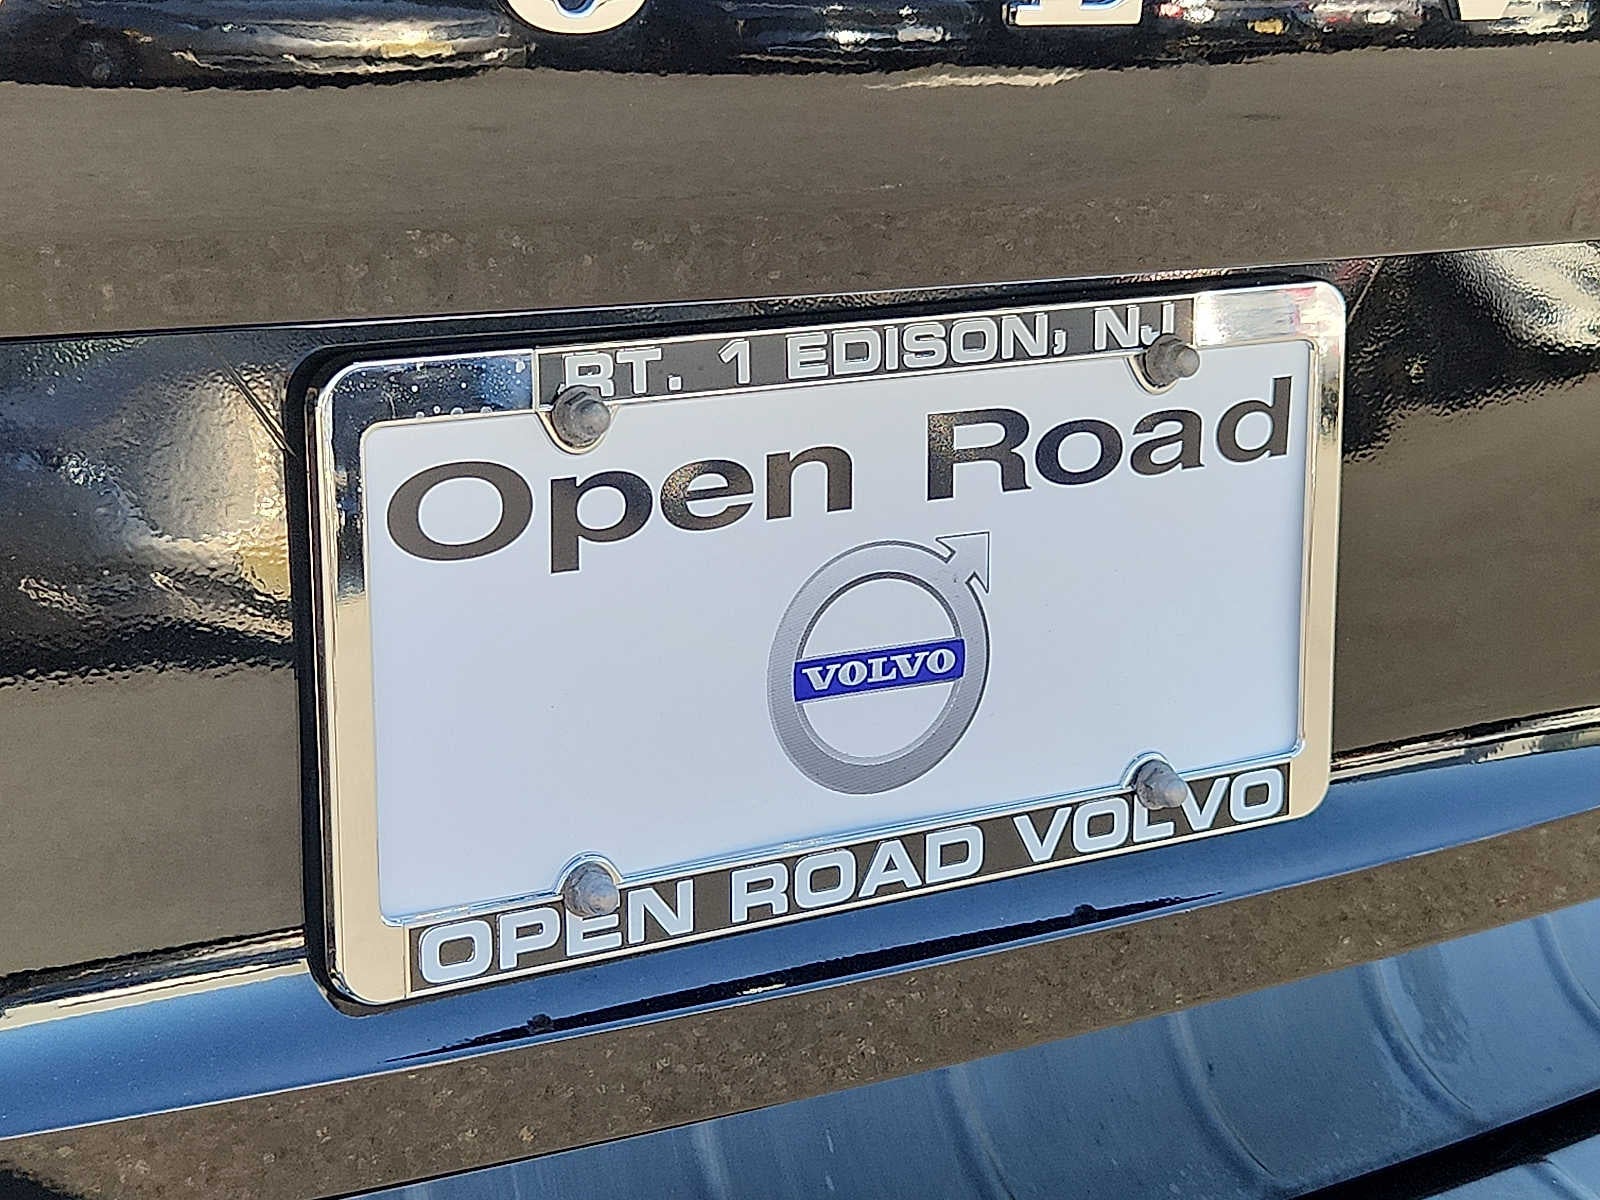 RT. 1 EDISON, NJ
Open Road
VOLVO
OPEN ROAD VOLVO